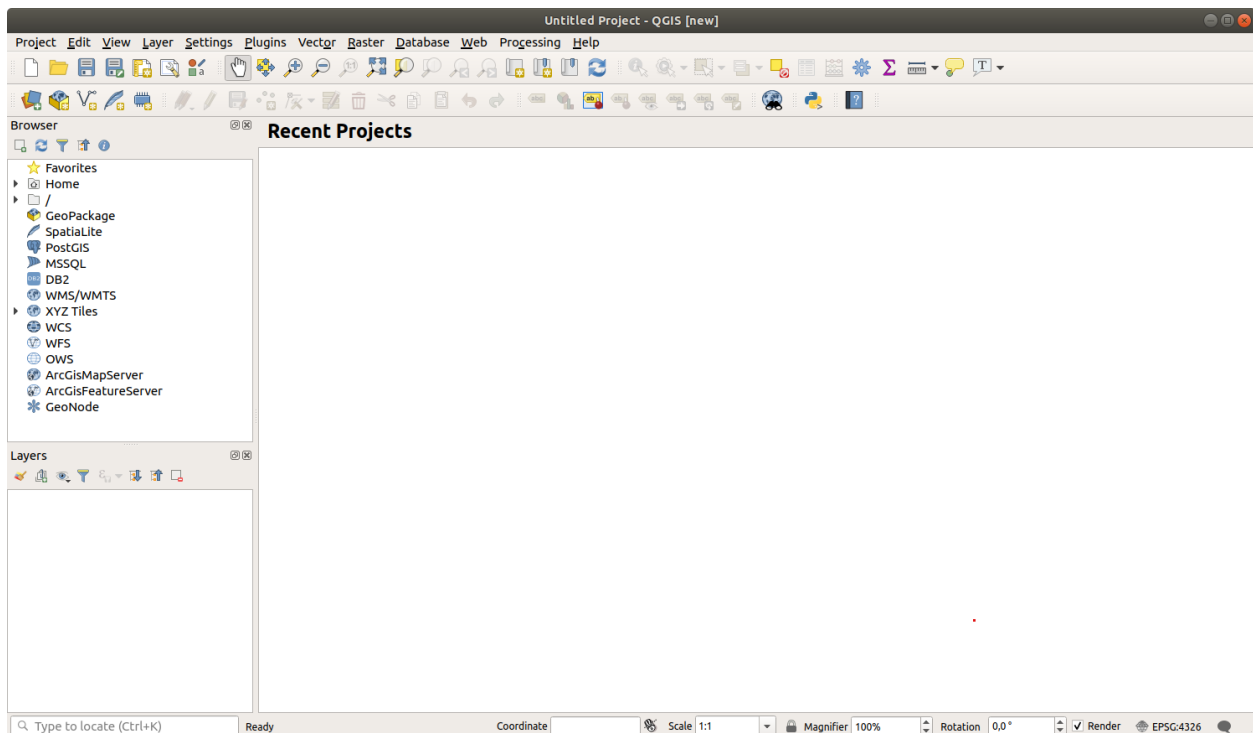 Untitled Project - QGIS [new]
Project Edit View Layer Settings Plugins Vector Raster Database Web Processing Help
Browser
Recent Projects
Favorites
Home
/
GeoPackage
SpatiaLite
PostGIS
MSSQL
DB2
WMS/WMTS
XYZ Tiles
WCS
WFS
OWS
ArcGisMapServer
ArcGisFeatureServer
GeoNode
Layers
Type to locate (Ctrl+K) Ready Coordinate Scale 1:1 Magnifier 100% Rotation 0,0 ° Render EPSG:4326